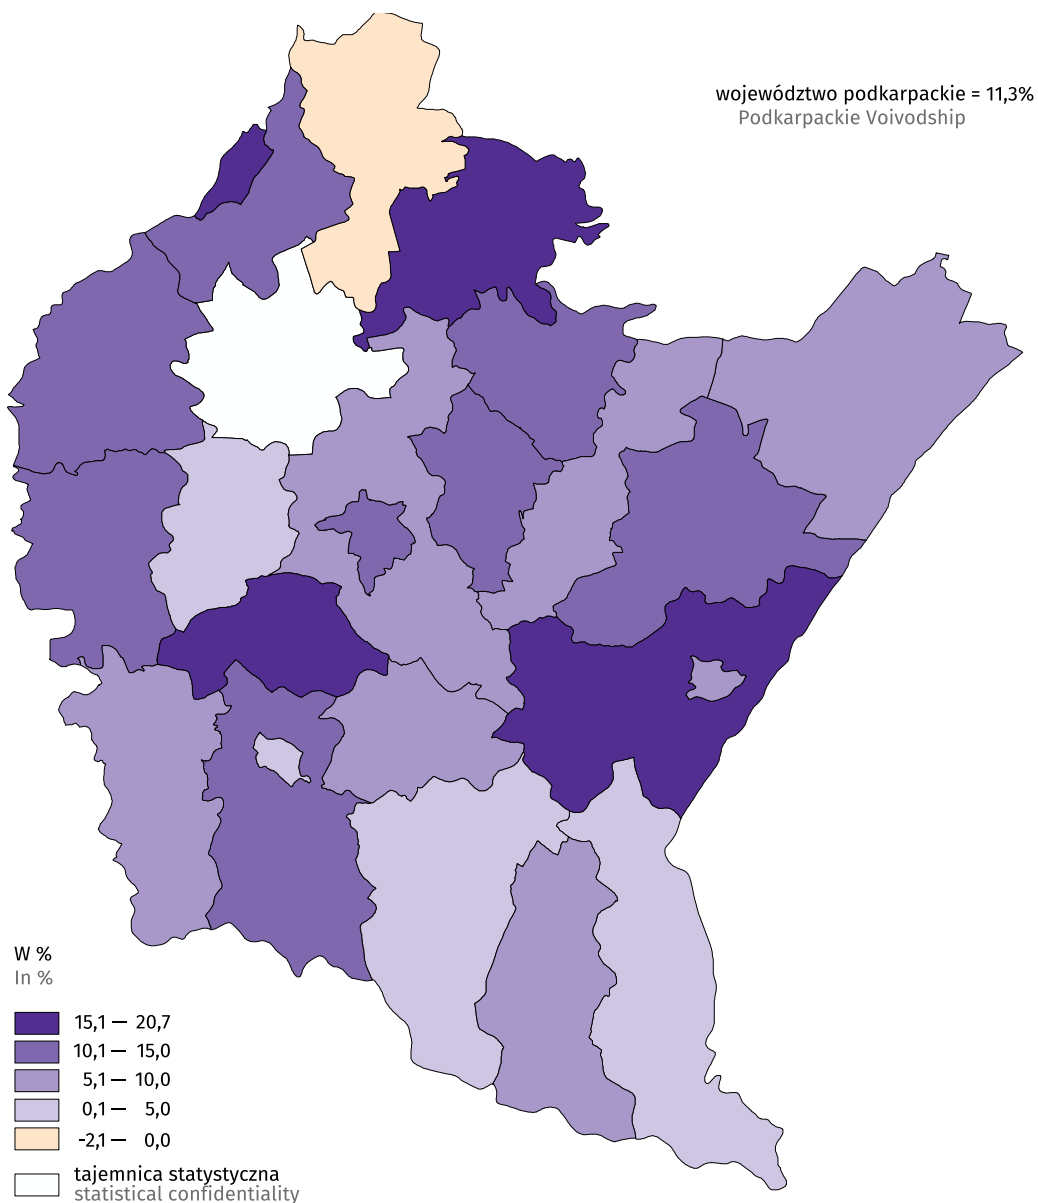 województwo podkarpackie = 11,3%
Podkarpackie Voivodship
W %
In %
15,1 — 20,7
10,1 — 15,0
5,1 — 10,0
0,1 — 5,0
-2,1 — 0,0
tajemnica statystyczna
statistical confidentiality